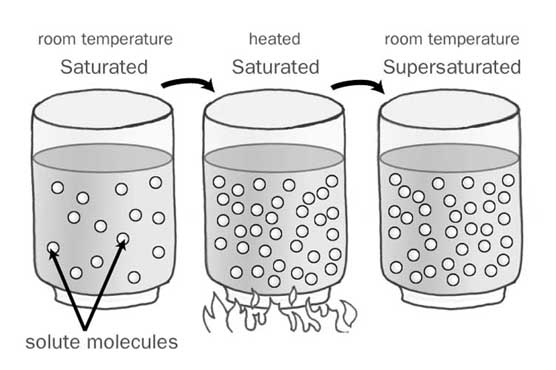 room temperature
Saturated
heated
Saturated
room temperature
Supersaturated
solute molecules